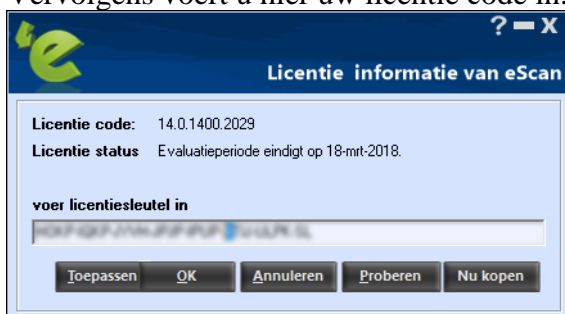 Vervolgens voert u hier uw licentie code in.
Licentie informatie van eScan
Licentie code: 14.0.1400.2029
Licentie status Evaluatieperiode eindigt op 18-mrt-2018.
voer licentiesleutel in
Toepassen OK Annuleren Proberen Nu kopen